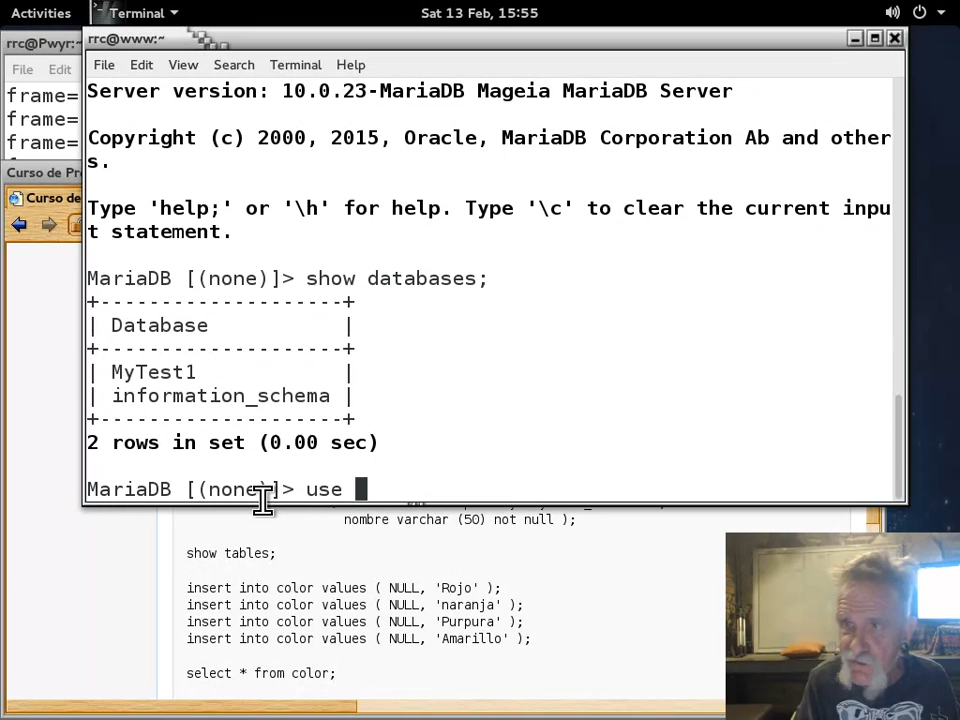 Activities
Terminal
Sat 13 Feb, 15:55
rrc@Pwyr:~
rrc@www:~
File Edit
File Edit View Search Terminal Help
frame=
frame=
frame=
Server version: 10.0.23-MariaDB Mageia MariaDB Server
Copyright (c) 2000, 2015, Oracle, MariaDB Corporation Ab and other
s.
Type 'help;' or '\h' for help. Type '\c' to clear the current inpu
t statement.
MariaDB [(none)]> show databases;
+--------------------+
| Database           |
+--------------------+
| MyTest1            |
| information_schema |
+--------------------+
2 rows in set (0.00 sec)
MariaDB [(none)]> use
Curso de Pr
Curso de
nombre varchar (50) not null );
show tables;
insert into color values ( NULL, 'Rojo' );
insert into color values ( NULL, 'naranja' );
insert into color values ( NULL, 'Purpura' );
insert into color values ( NULL, 'Amarillo' );
select * from color;